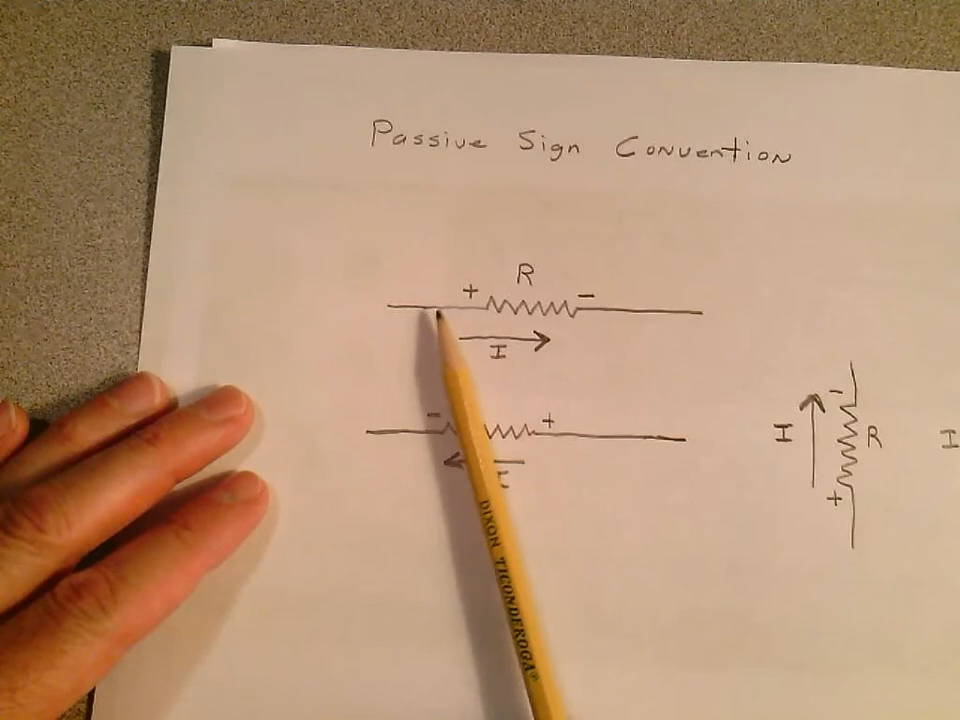 Passive Sign Convention
R
+ -
I
- +
I
-
I R
+
I
DIXON TICONDEROGA